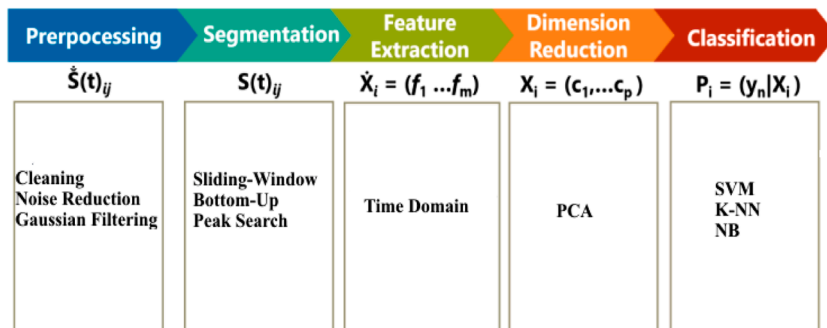 Prerpocessing
Segmentation
Feature
Extraction
Dimension
Reduction
Classification
Ṡ(t)ij
S(t)ij
Ẋi = (f1 ...fm)
Xi = (c1,...cp )
Pi = (yn|Xi )
Cleaning
Noise Reduction
Gaussian Filtering
Sliding-Window
Bottom-Up
Peak Search
Time Domain
PCA
SVM
K-NN
NB